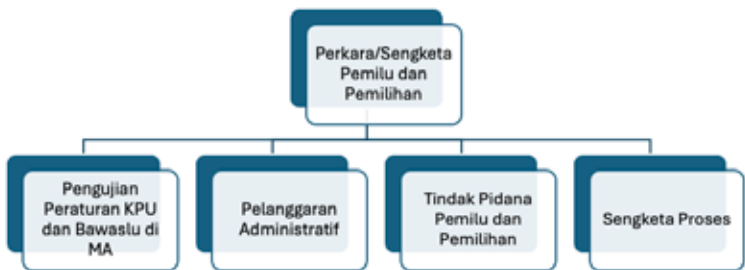 Perkara/Sengketa
Pemilu dan
Pemilihan
Pengujian
Peraturan KPU
dan Bawaslu di
MA
Pelanggaran
Administratif
Tindak Pidana
Pemilu dan
Pemilihan
Sengketa Proses